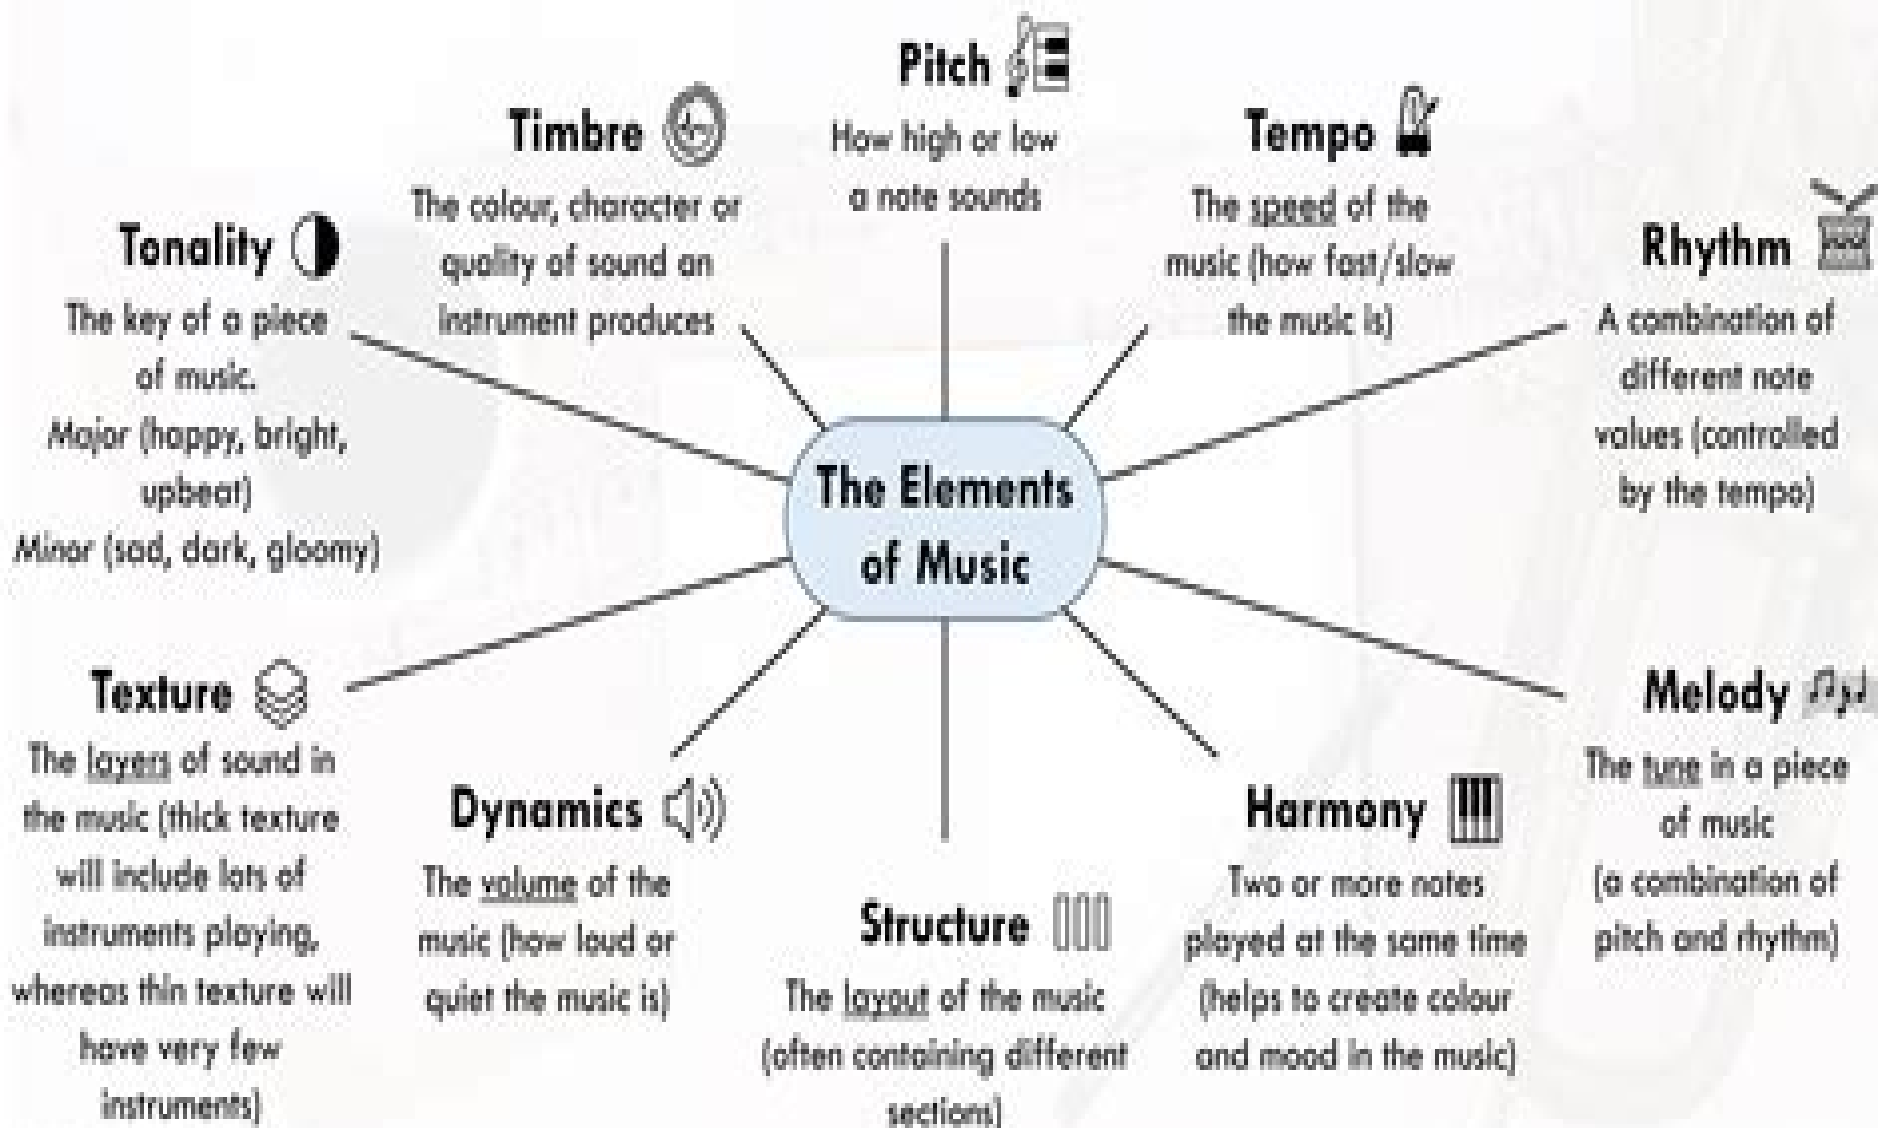 Pitch
How high or low
a note sounds
Timbre
The colour, character or
quality of sound an
instrument produces
Tempo
The speed of the
music (how fast/slow
the music is)
Tonality
The key of a piece
of music.
Major (happy, bright,
upbeat)
Minor (sad, dark, gloomy)
Rhythm
A combination of
different note
values (controlled
by the tempo)
The Elements
of Music
Texture
The layers of sound in
the music (thick texture
will include lots of
instruments playing,
whereas thin texture will
have very few
instruments)
Dynamics
The volume of the
music (how loud or
quiet the music is)
Structure
The layout of the music
(often containing different
sections)
Harmony
Two or more notes
played at the same time
(helps to create colour
and mood in the music)
Melody
The tune in a piece
of music
(a combination of
pitch and rhythm)